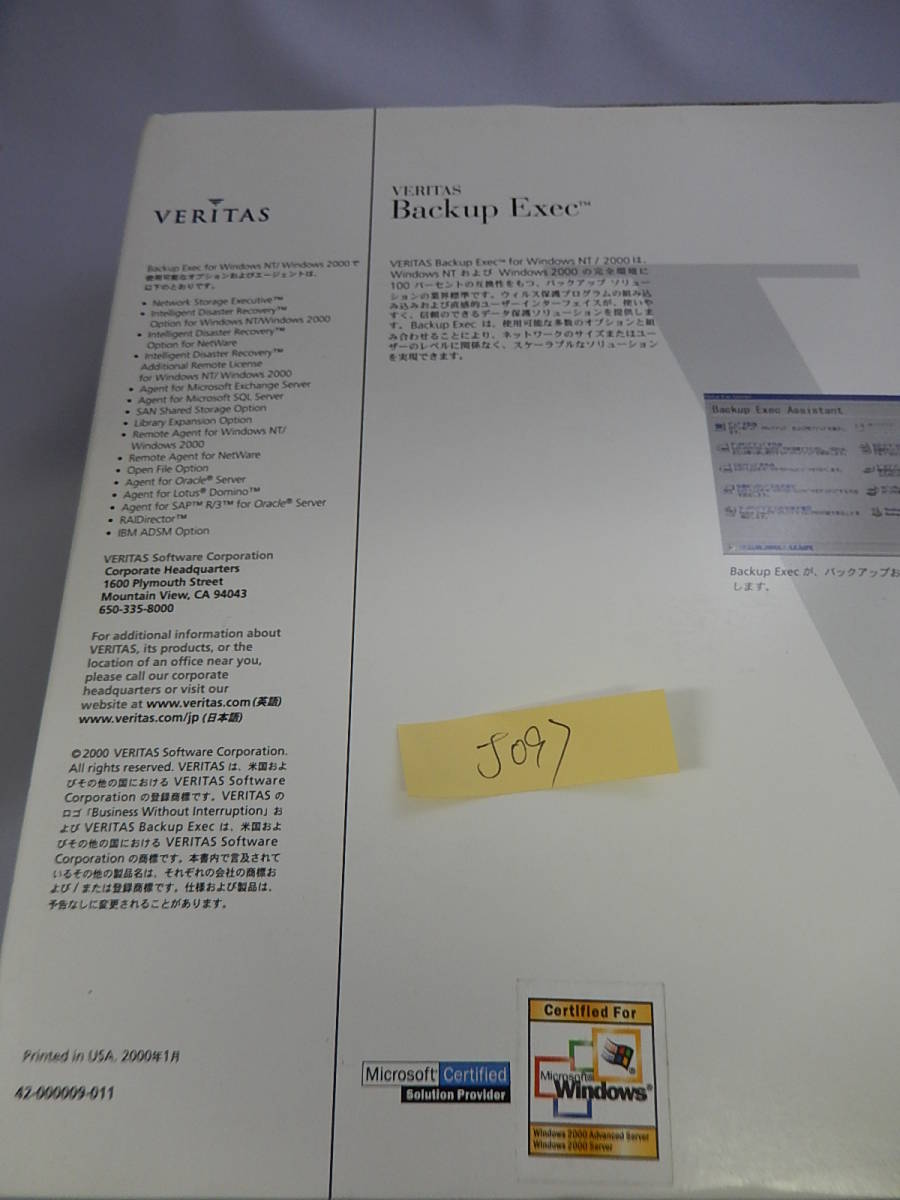 VERITAS
Backup Exec for Windows NT/ Windows 2000で
使用可能なオプションおよびエージェントは、
以下のとおりです。
• Network Storage Executive™
• Intelligent Disaster Recovery™
Option for Windows NT/Windows 2000
• Intelligent Disaster Recovery™
Option for NetWare
• Intelligent Disaster Recovery™
Additional Remote License
for Windows NT/ Windows 2000
• Agent for Microsoft Exchange Server
• Agent for Microsoft SQL Server
• SAN Shared Storage Option
• Library Expansion Option
• Remote Agent for Windows NT/
Windows 2000
• Remote Agent for NetWare
• Open File Option
• Agent for Oracle® Server
• Agent for Lotus® Domino™
• Agent for SAP™ R/3™ for Oracle® Server
• RAIDirector™
• IBM ADSM Option
VERITAS Software Corporation
Corporate Headquarters
1600 Plymouth Street
Mountain View, CA 94043
650-335-8000
For additional information about
VERITAS, its products, or the
location of an office near you,
please call our corporate
headquarters or visit our
website at www.veritas.com (英語)
www.veritas.com/jp (日本語)
©2000 VERITAS Software Corporation.
All rights reserved. VERITAS は、米国およ
びその他の国における VERITAS Software
Corporation の登録商標です。VERITAS の
ロゴ「Business Without Interruption」お
よび VERITAS Backup Exec は、米国およ
びその他の国における VERITAS Software
Corporation の商標です。本書内で言及されて
いるその他の製品名は、それぞれの会社の商標お
よび / または登録商標です。仕様および製品は、
予告なしに変更されることがあります。
Printed in USA. 2000年1月
42-000009-011
VERITAS
Backup Exec™
VERITAS Backup Exec™ for Windows NT / 2000 は、
Windows NT および Windows 2000 の完全環境に
100 パーセントの互換性をもつ、バックアップ ソリュー
ションの業界標準です。ウィルス保護プログラムの組み込
み込みおよび直感的ユーザーインターフェイスが、使いや
すく、信頼のできるデータ保護ソリューションを提供しま
す。Backup Exec は、使用可能な多数のオプションと組
み合わせることにより、ネットワークのサイズまたはユー
ザーのレベルに関係なく、スケーラブルなソリューション
を実現できます。
Backup Exec Assistant
Backup Exec が、バックアップお
します。
J097
Microsoft Certified
Solution Provider
Certified For
Microsoft®
Windows®
Windows 2000 Advanced Server
Windows 2000 Server